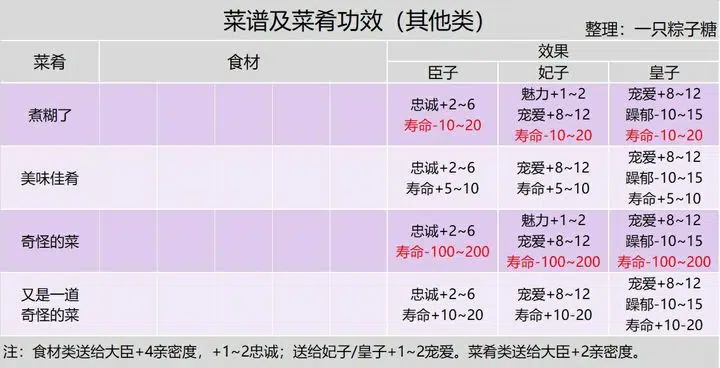 菜谱及菜肴功效（其他类）
整理：一只粽子糖
菜肴
食材
效果
臣子
妃子
皇子
煮糊了
忠诚+2~6
寿命-10~20
魅力+1~2
宠爱+8~12
寿命-10~20
宠爱+8~12
躁郁-10~15
寿命-10~20
美味佳肴
忠诚+2~6
寿命+5~10
宠爱+8~12
寿命+5~10
宠爱+8~12
躁郁-10~15
寿命+5~10
奇怪的菜
忠诚+2~6
寿命-100~200
魅力+1~2
宠爱+8~12
寿命-100~200
宠爱+8~12
躁郁-10~15
寿命-100~200
又是一道
奇怪的菜
忠诚+2~6
寿命+10~20
宠爱+8~12
寿命+10-20
宠爱+8~12
躁郁-10~15
寿命+10-20
注：食材类送给大臣+4亲密度，+1~2忠诚；送给妃子/皇子+1~2宠爱。菜肴类送给大臣+2亲密度。